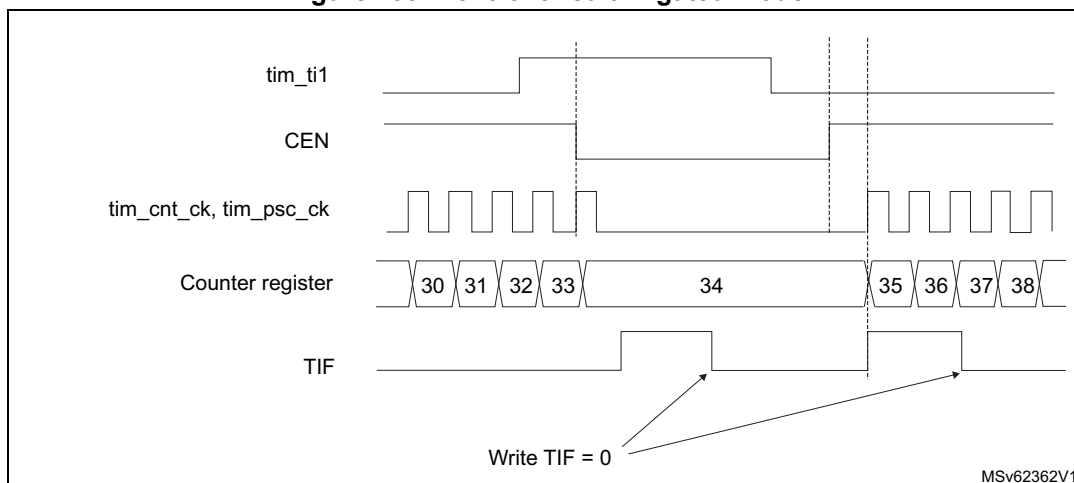 tim_ti1
CEN
tim_cnt_ck, tim_psc_ck
Counter register
30 31 32 33 34 35 36 37 38
TIF
Write TIF = 0
MSv62362V1